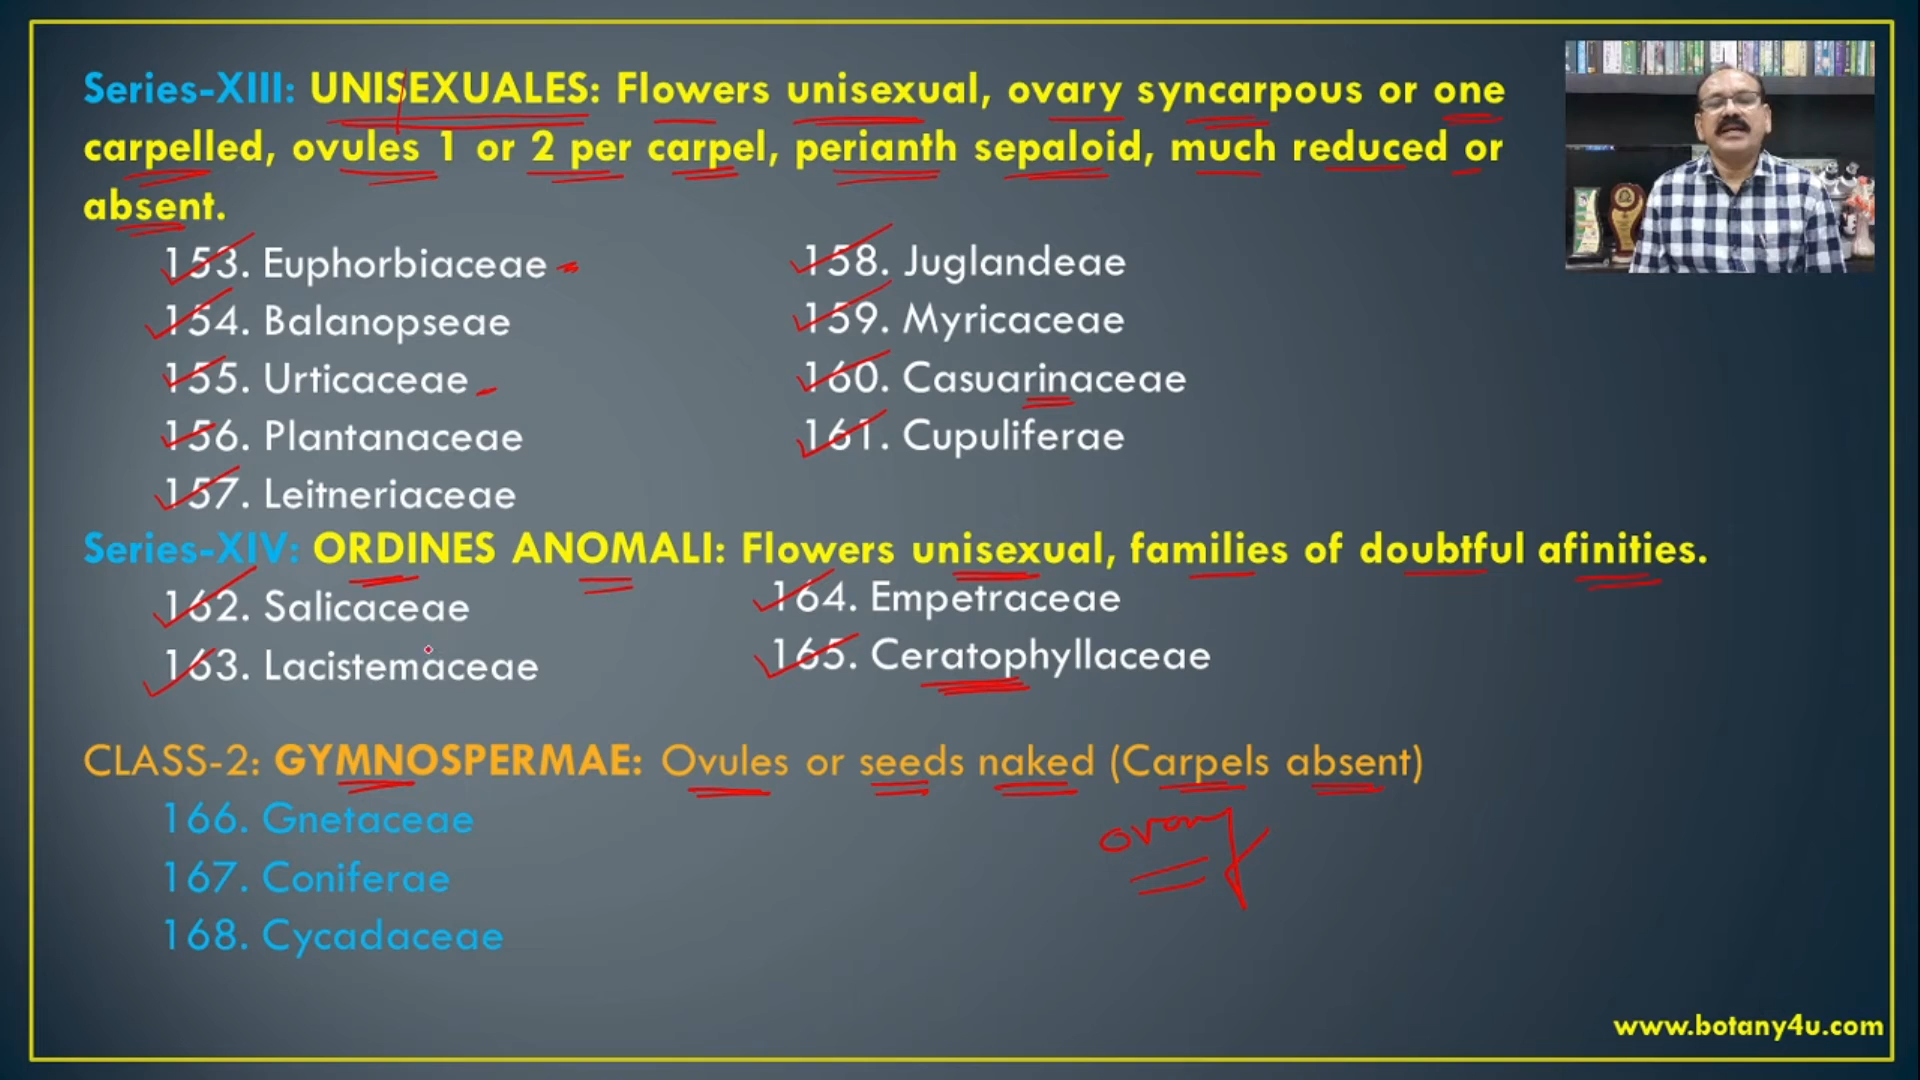 Series-XIII: UNISEXUALES: Flowers unisexual, ovary syncarpous or one
carpelled, ovules 1 or 2 per carpel, perianth sepaloid, much reduced or
absent.
153. Euphorbiaceae
154. Balanopseae
155. Urticaceae
156. Plantanaceae
157. Leitneriaceae
158. Juglandeae
159. Myricaceae
160. Casuarinaceae
161. Cupuliferae
Series-XIV: ORDINES ANOMALI: Flowers unisexual, families of doubtful afinities.
162. Salicaceae
163. Lacistemaceae
164. Empetraceae
165. Ceratophyllaceae
CLASS-2: GYMNOSPERMAE: Ovules or seeds naked (Carpels absent)
ovary
166. Gnetaceae
167. Coniferae
168. Cycadaceae
www.botany4u.com